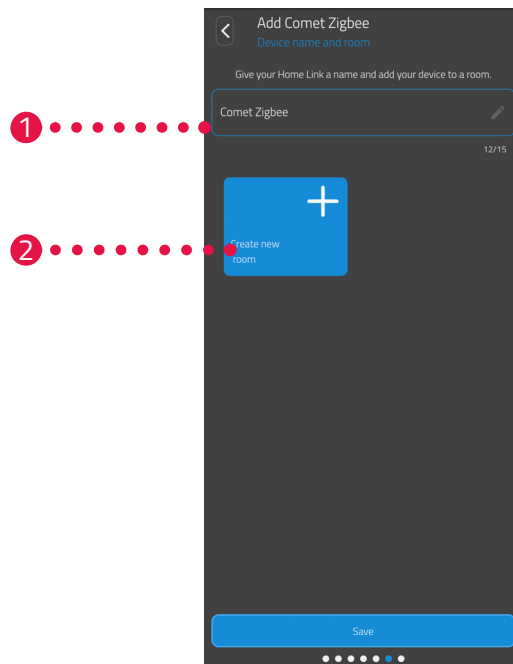 Add Comet Zigbee
Device name and room
Give your Home Link a name and add your device to a room.
1
Comet Zigbee
12/15
2
Create new
room
Save